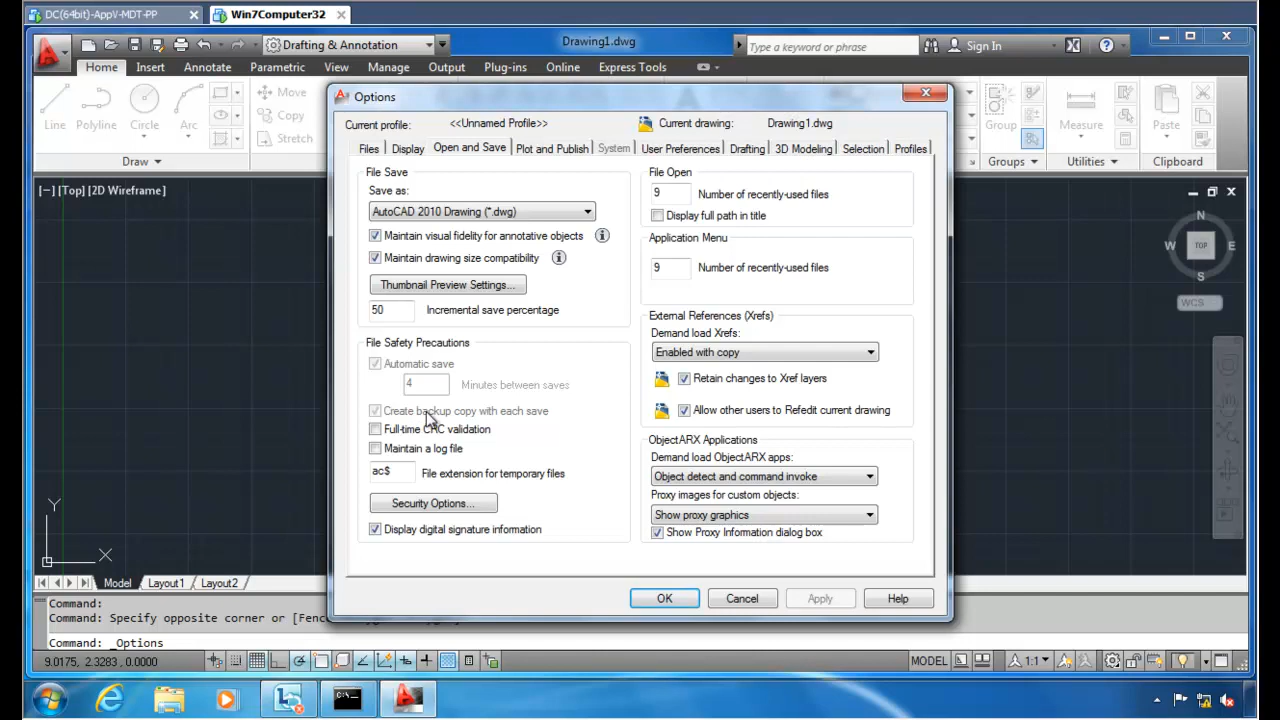 DC(64bit)-AppV-MDT-PP
Win7Computer32
Drafting & Annotation
Drawing1.dwg
Type a keyword or phrase
Sign In
Home Insert Annotate Parametric View Manage Output Plug-ins Online Express Tools
Line
Polyline
Circle
Arc
Move
Copy
Stretch
Draw
Group
Groups
Measure
Utilities
Paste
Clipboard
[−] [Top] [2D Wireframe]
Options
Current profile:
<<Unnamed Profile>>
Current drawing:
Drawing1.dwg
Files Display Open and Save Plot and Publish System User Preferences Drafting 3D Modeling Selection Profiles
File Save
Save as:
AutoCAD 2010 Drawing (*.dwg)
Maintain visual fidelity for annotative objects
Maintain drawing size compatibility
Thumbnail Preview Settings...
50 Incremental save percentage
File Safety Precautions
Automatic save
4 Minutes between saves
Create backup copy with each save
Full-time CRC validation
Maintain a log file
ac$ File extension for temporary files
Security Options...
Display digital signature information
File Open
9 Number of recently-used files
Display full path in title
Application Menu
9 Number of recently-used files
External References (Xrefs)
Demand load Xrefs:
Enabled with copy
Retain changes to Xref layers
Allow other users to Refedit current drawing
ObjectARX Applications
Demand load ObjectARX apps:
Object detect and command invoke
Proxy images for custom objects:
Show proxy graphics
Show Proxy Information dialog box
OK Cancel Apply Help
N
W TOP E
S
WCS
Y
X
Model Layout1 Layout2
Command:
Command: Specify opposite corner or [Fenc
Command: _Options
9.0175, 2.3283, 0.0000
MODEL
1:1